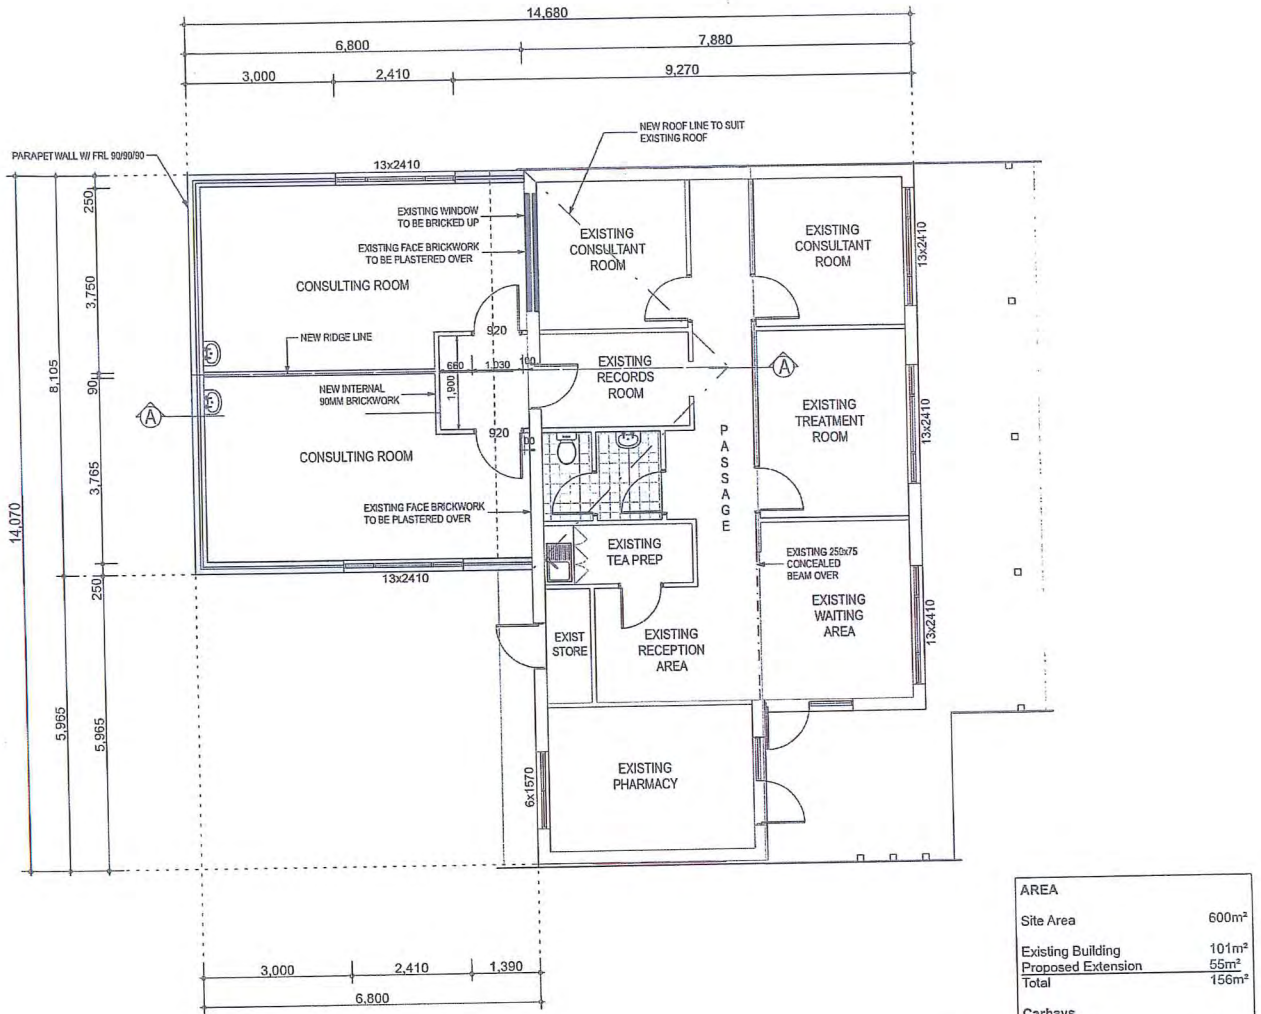 14,680
6,800
7,880
3,000
2,410
9,270
NEW ROOF LINE TO SUIT
EXISTING ROOF
PARAPET WALL W/ FRL 90/90/90
13x2410
250
EXISTING WINDOW
TO BE BRICKED UP
EXISTING FACE BRICKWORK
TO BE PLASTERED OVER
EXISTING
CONSULTANT
ROOM
EXISTING
CONSULTANT
ROOM
13x2410
CONSULTING ROOM
3,750
NEW RIDGE LINE
920
660
1,030
100
1,900
EXISTING
RECORDS
ROOM
A
8,105
90
NEW INTERNAL
90MM BRICKWORK
A
EXISTING
TREATMENT
ROOM
13x2410
920
CONSULTING ROOM
3,765
PASSAGE
14,070
EXISTING FACE BRICKWORK
TO BE PLASTERED OVER
EXISTING
TEA PREP
EXISTING 250x75
CONCEALED
BEAM OVER
13x2410
250
EXISTING
WAITING
AREA
13x2410
EXIST
STORE
EXISTING
RECEPTION
AREA
5,965
5,965
6x1570
EXISTING
PHARMACY
3,000
2,410
1,390
6,800
AREA
Site Area 600m²
Existing Building 101m²
Proposed Extension 55m²
Total 156m²
Carbays